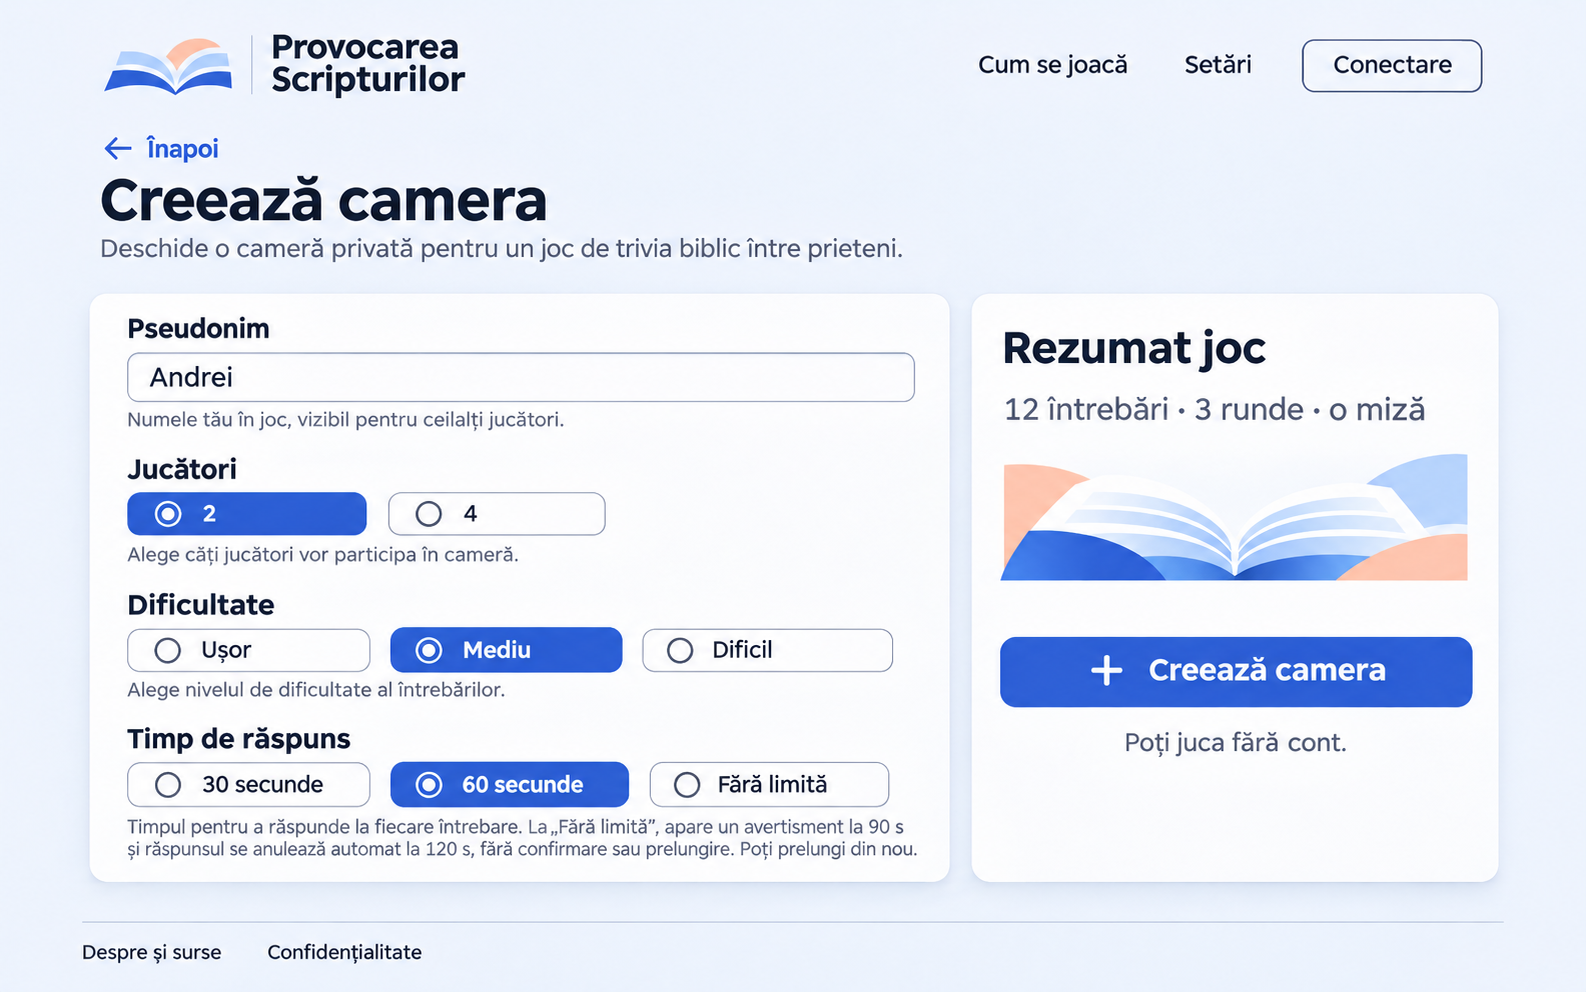 Provocarea
Scripturilor
Cum se joacă
Setări
Conectare
← Înapoi
Creează camera
Deschide o cameră privată pentru un joc de trivia biblic între prieteni.
Pseudonim
Andrei
Numele tău în joc, vizibil pentru ceilalți jucători.
Jucători
2
4
Alege câți jucători vor participa în cameră.
Dificultate
Ușor
Mediu
Dificil
Alege nivelul de dificultate al întrebărilor.
Timp de răspuns
30 secunde
60 secunde
Fără limită
Timpul pentru a răspunde la fiecare întrebare. La „Fără limită”, apare un avertisment la 90 s
și răspunsul se anulează automat la 120 s, fără confirmare sau prelungire. Poți prelungi din nou.
Rezumat joc
12 întrebări • 3 runde • o miză
+ Creează camera
Poți juca fără cont.
Despre și surse
Confidențialitate